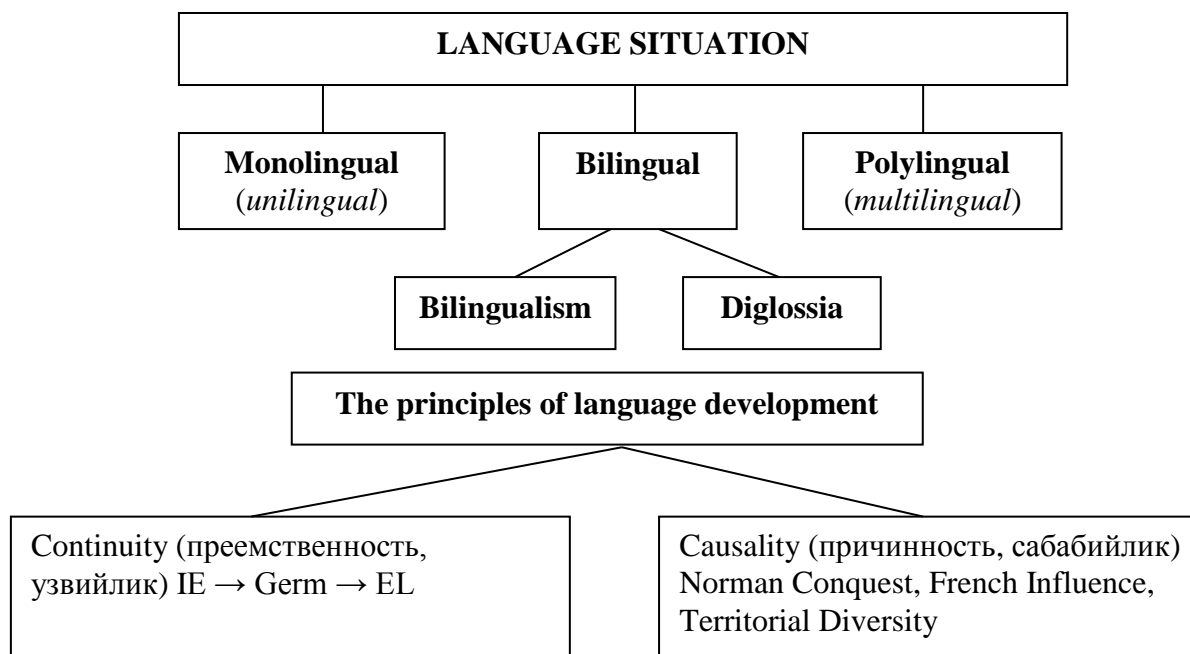 LANGUAGE SITUATION
Monolingual
(unilingual)
Bilingual
Polylingual
(multilingual)
Bilingualism
Diglossia
The principles of language development
Continuity (преемственность,
узвийлик) IE → Germ → EL
Causality (причинность, сабабийлик)
Norman Conquest, French Influence,
Territorial Diversity